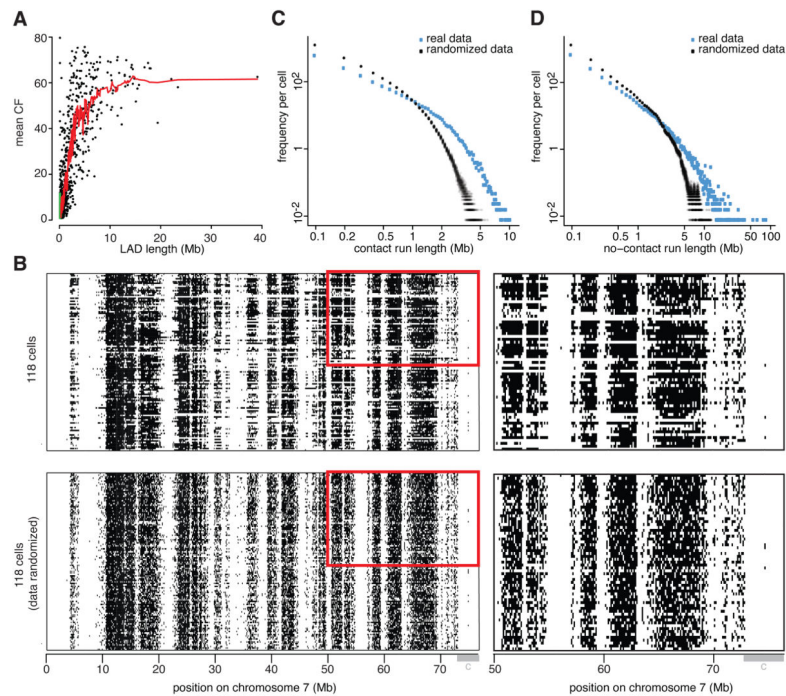 A
80
60
40
20
0
mean CF
0
10
20
30
40
LAD length (Mb)
C
real data
randomized data
frequency per cell
10²
1
10⁻²
0.1
0.2
0.5
1
2
5
10
contact run length (Mb)
D
real data
randomized data
frequency per cell
10²
1
10⁻²
0.1
0.2
0.5
1
2
5
10
50
100
no−contact run length (Mb)
B
118 cells
118 cells
(data randomized)
0
10
20
30
40
50
60
70
C
position on chromosome 7 (Mb)
50
60
70
C
position on chromosome 7 (Mb)